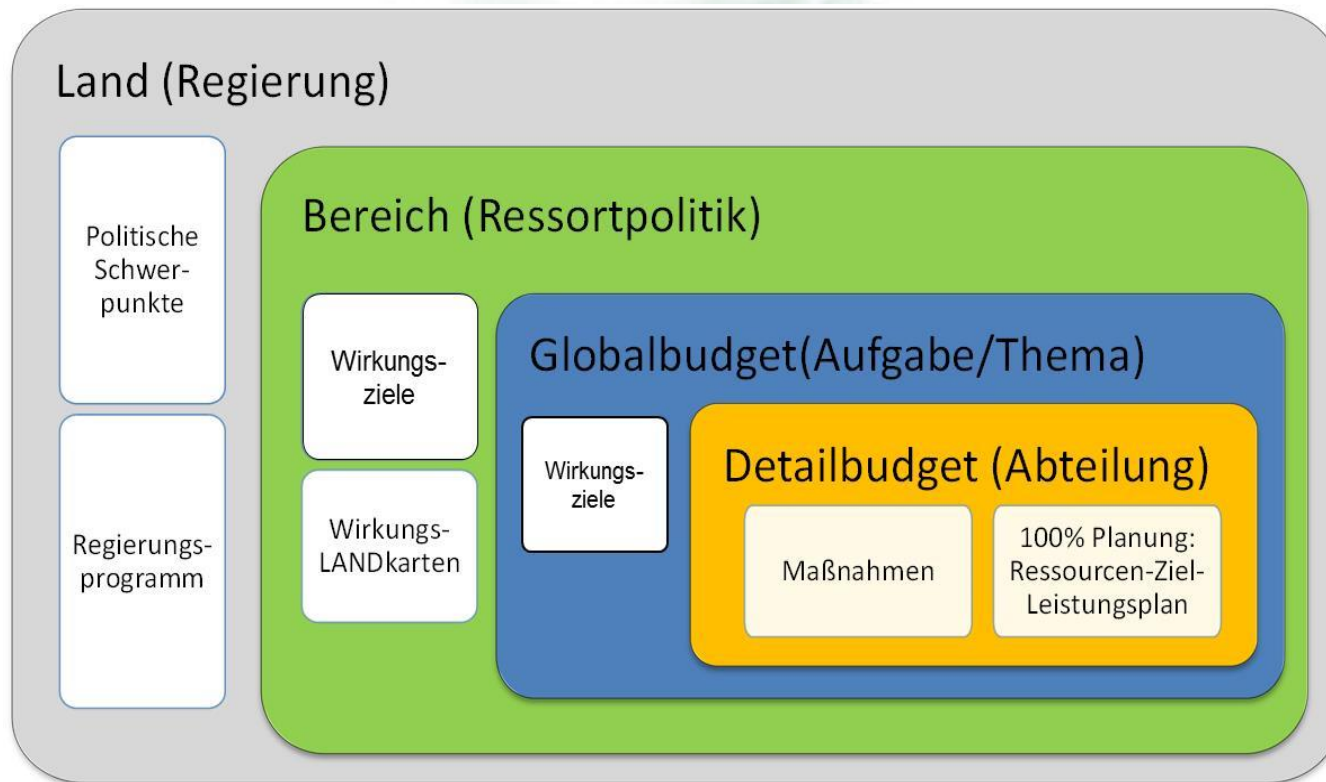 Land (Regierung)
Politische
Schwer-
punkte
Regierungs-
programm
Bereich (Ressortpolitik)
Wirkungs-
ziele
Wirkungs-
LANDkarten
Globalbudget(Aufgabe/Thema)
Wirkungs-
ziele
Detailbudget (Abteilung)
Maßnahmen
100% Planung:
Ressourcen-Ziel-
Leistungsplan